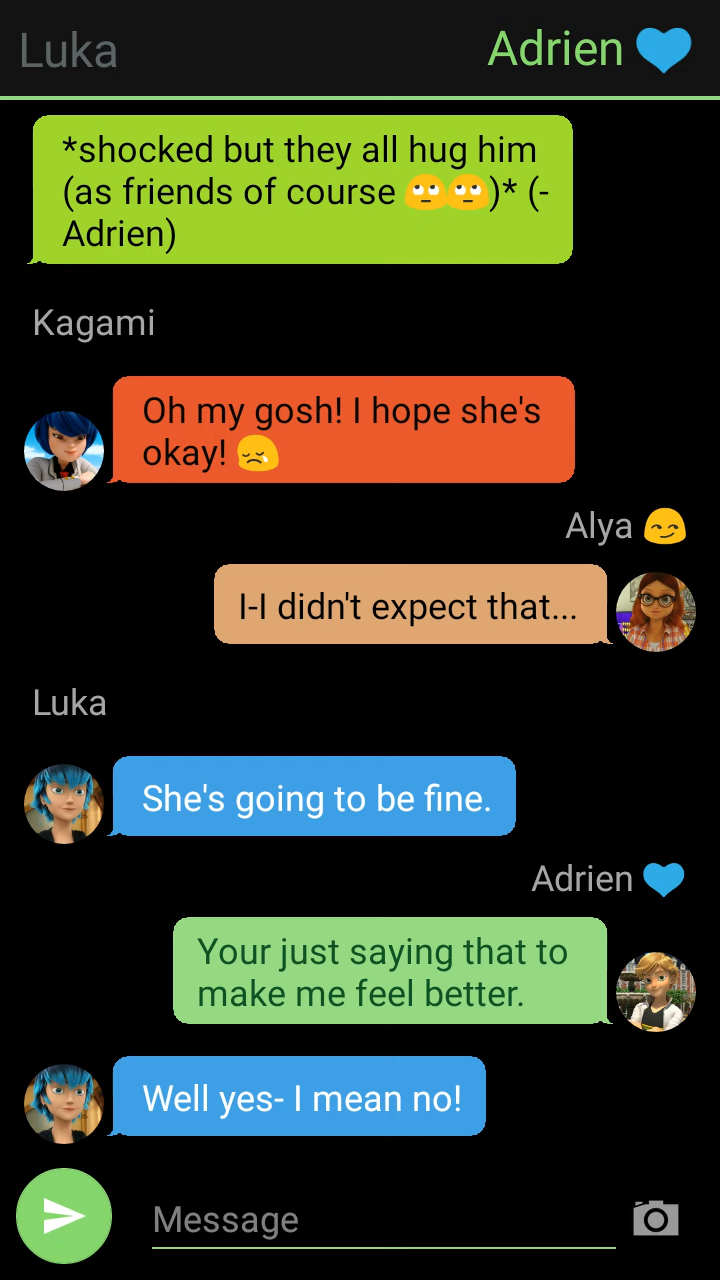 Luka
Adrien 💙
*shocked but they all hug him
(as friends of course 🙄🙄)* (-
Adrien)
Kagami
Oh my gosh! I hope she's
okay! 😢
Alya 😏
I-I didn't expect that...
Luka
She's going to be fine.
Adrien 💙
Your just saying that to
make me feel better.
Well yes- I mean no!
Message